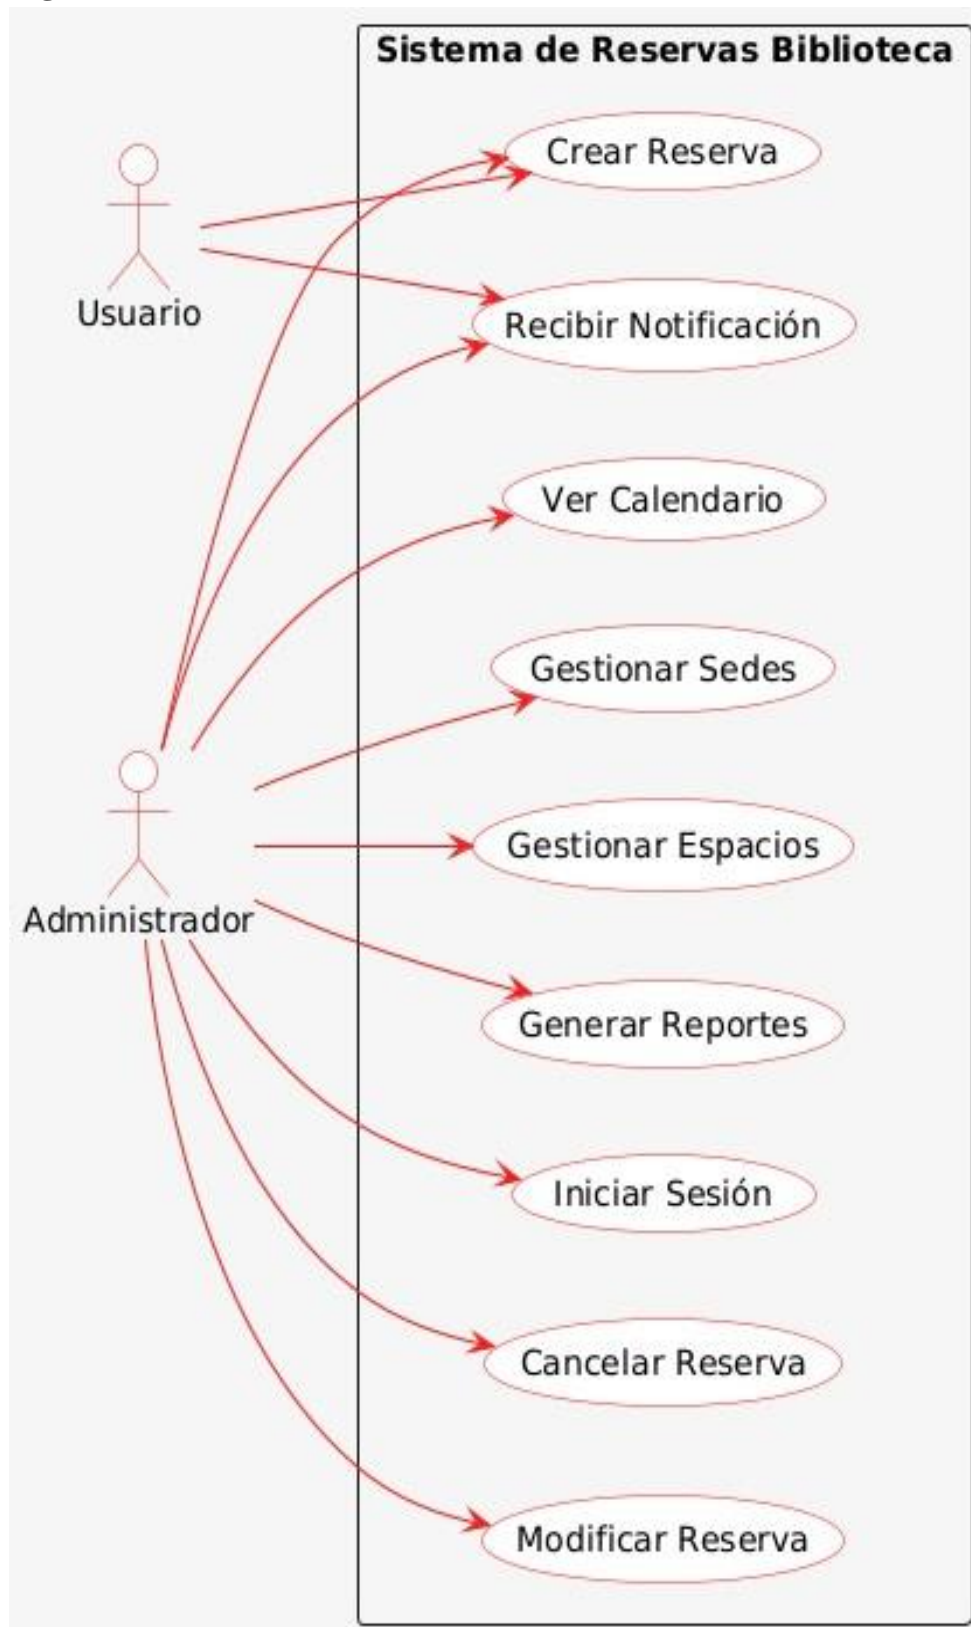 Sistema de Reservas Biblioteca
Crear Reserva
Usuario
Recibir Notificación
Ver Calendario
Gestionar Sedes
Gestionar Espacios
Administrador
Generar Reportes
Iniciar Sesión
Cancelar Reserva
Modificar Reserva